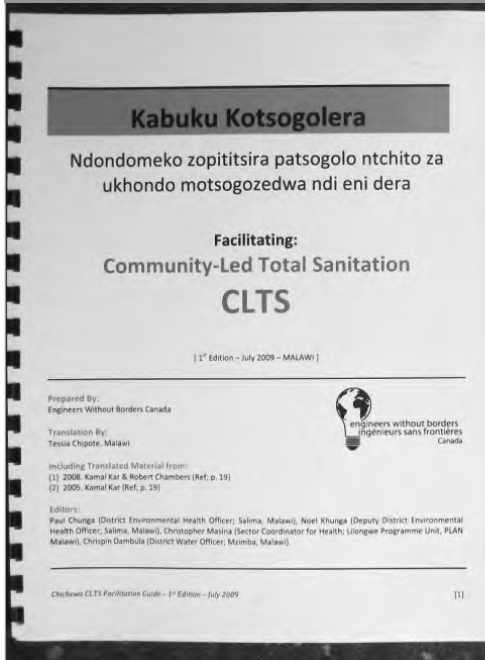 Kabuku Kotsogolera
Ndondomeko zopititsira patsogolo ntchito za
ukhondo motsogozedwa ndi eni dera
Facilitating:
Community-Led Total Sanitation
CLTS
[ 1st Edition – July 2009 – MALAWI ]
Prepared By:
Engineers Without Borders Canada
engineers without borders
ingénieurs sans frontières
Canada
Translation By:
Tessia Chipote, Malawi
Including Translated Material from:
(1) 2008. Kamal Kar & Robert Chambers (Ref; p. 19)
(2) 2005. Kamal Kar (Ref; p. 19)
Editors:
Paul Chunga (District Environmental Health Officer; Salima, Malawi), Noel Khunga (Deputy District Environmental
Health Officer; Salima, Malawi), Christopher Masina (Sector Coordinator for Health; Lilongwe Programme Unit, PLAN
Malawi), Chrispin Dambula (District Water Officer; Mzimba, Malawi).
Chichewa CLTS Facilitation Guide – 1st Edition – July 2009 [1]